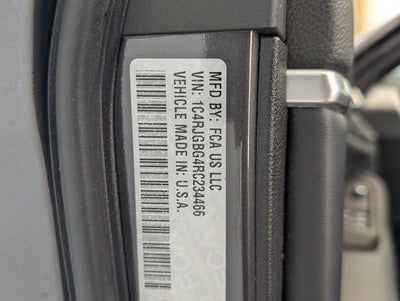 MFD BY: FCA US LLC
VIN: 1C4RJGBG4RC234466
VEHICLE MADE IN: U.S.A.